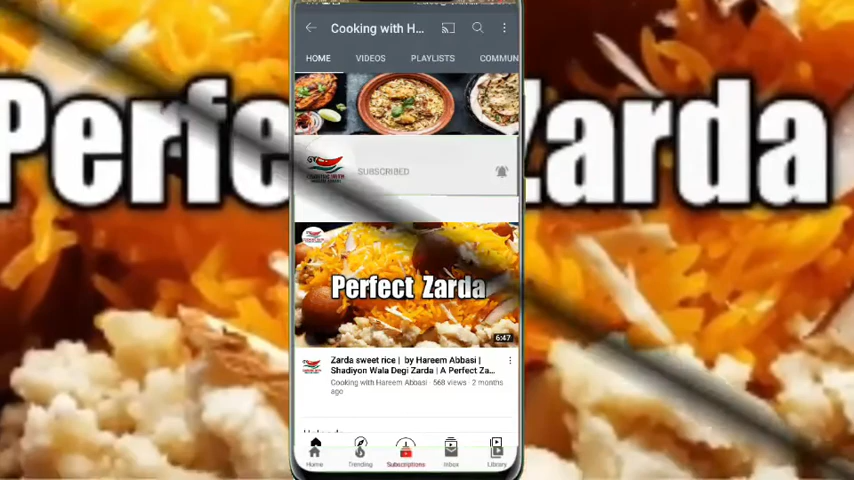 Cooking with H...
HOME VIDEOS PLAYLISTS COMMUN
SUBSCRIBED
Perfe Zarda
Perfect Zarda
6:47
Zarda sweet rice | by Hareem Abbasi |
Shadiyon Wala Degi Zarda | A Perfect Za...
Cooking with Hareem Abbasi · 568 views · 2 months
ago
Home Trending Subscriptions Inbox Library